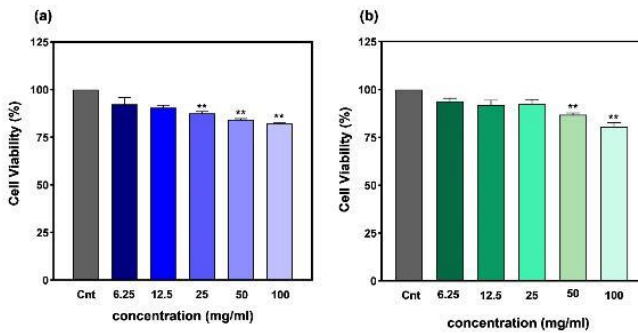 (a)
125
100
75
50
25
0
Cell Viability (%)
** ** **
Cnt 6.25 12.5 25 50 100
concentration (mg/ml)
(b)
125
100
75
50
25
0
Cell Viability (%)
** **
Cnt 6.25 12.5 25 50 100
concentration (mg/ml)